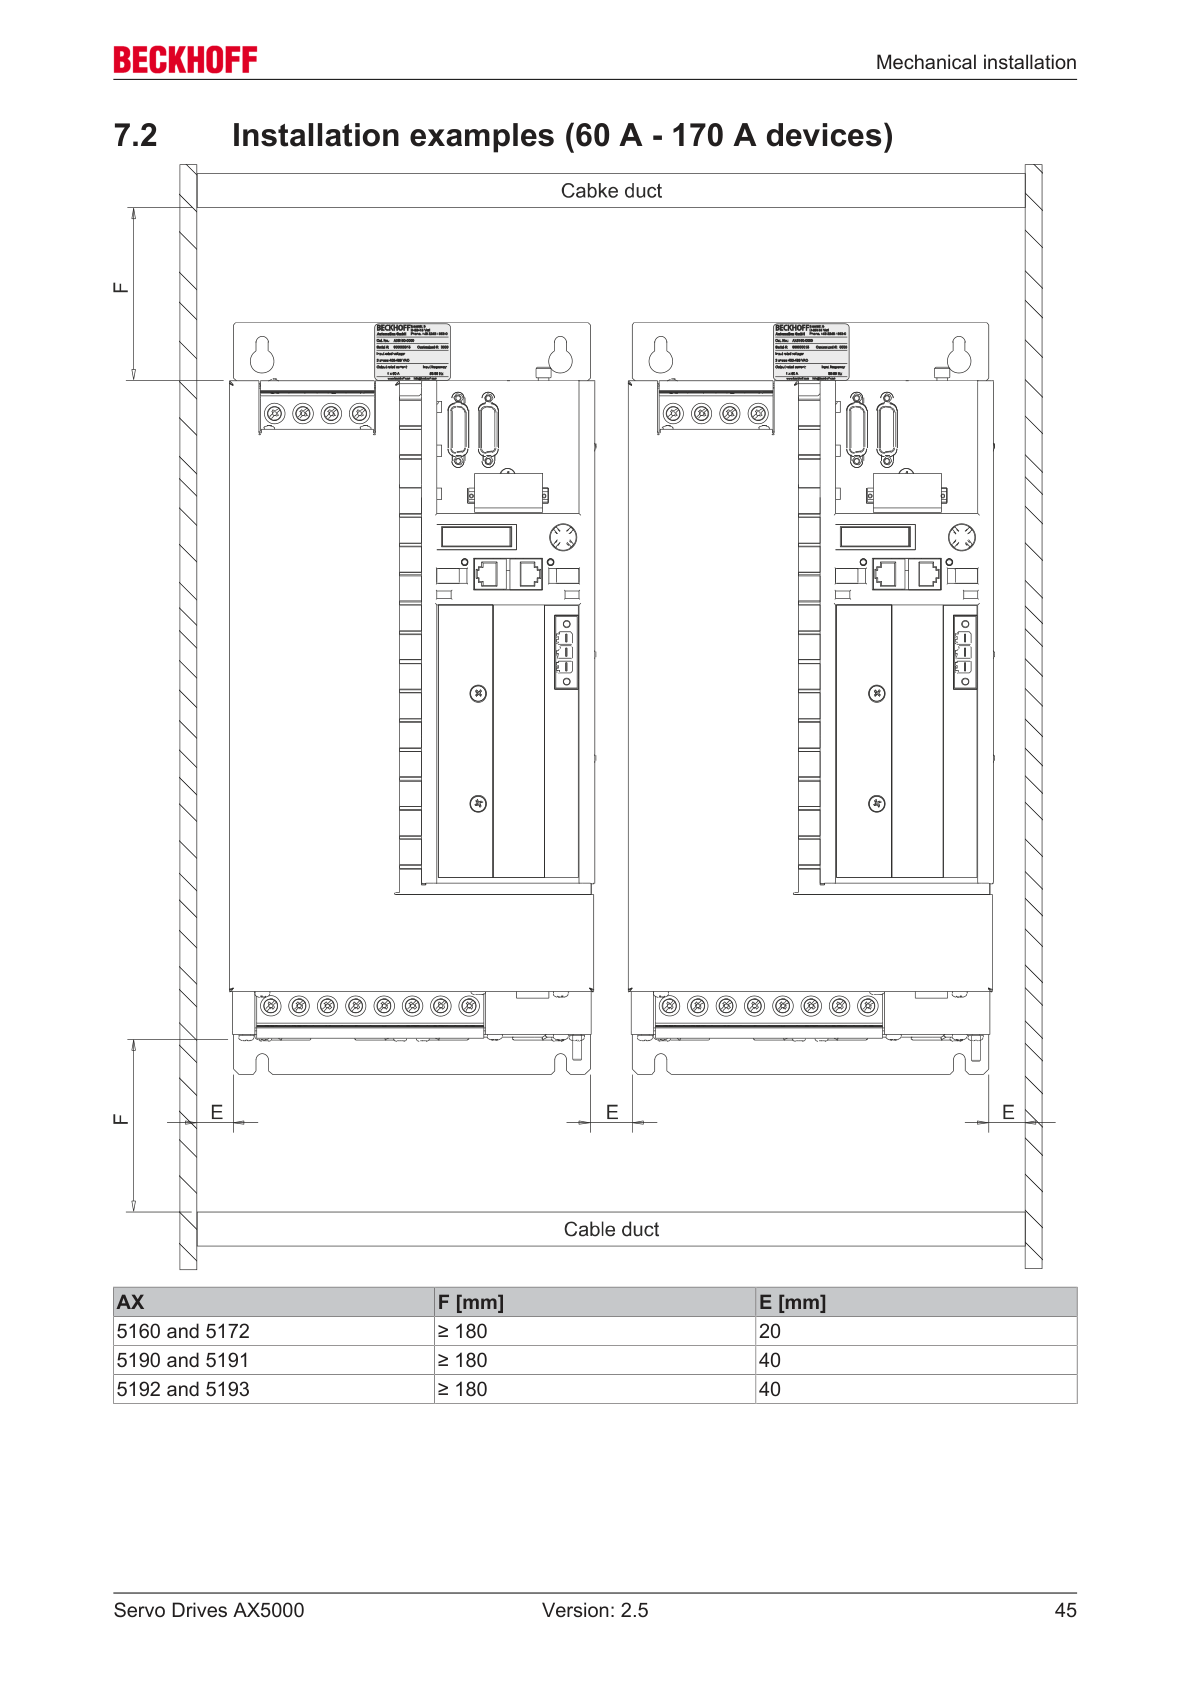 BECKHOFF
Mechanical installation
7.2 Installation examples (60 A - 170 A devices)
Cabke duct
F
BECKHOFF
BECKHOFF
F
E
E
E
Cable duct
AX F [mm] E [mm]
5160 and 5172 ≥ 180 20
5190 and 5191 ≥ 180 40
5192 and 5193 ≥ 180 40
Servo Drives AX5000 Version: 2.5 45